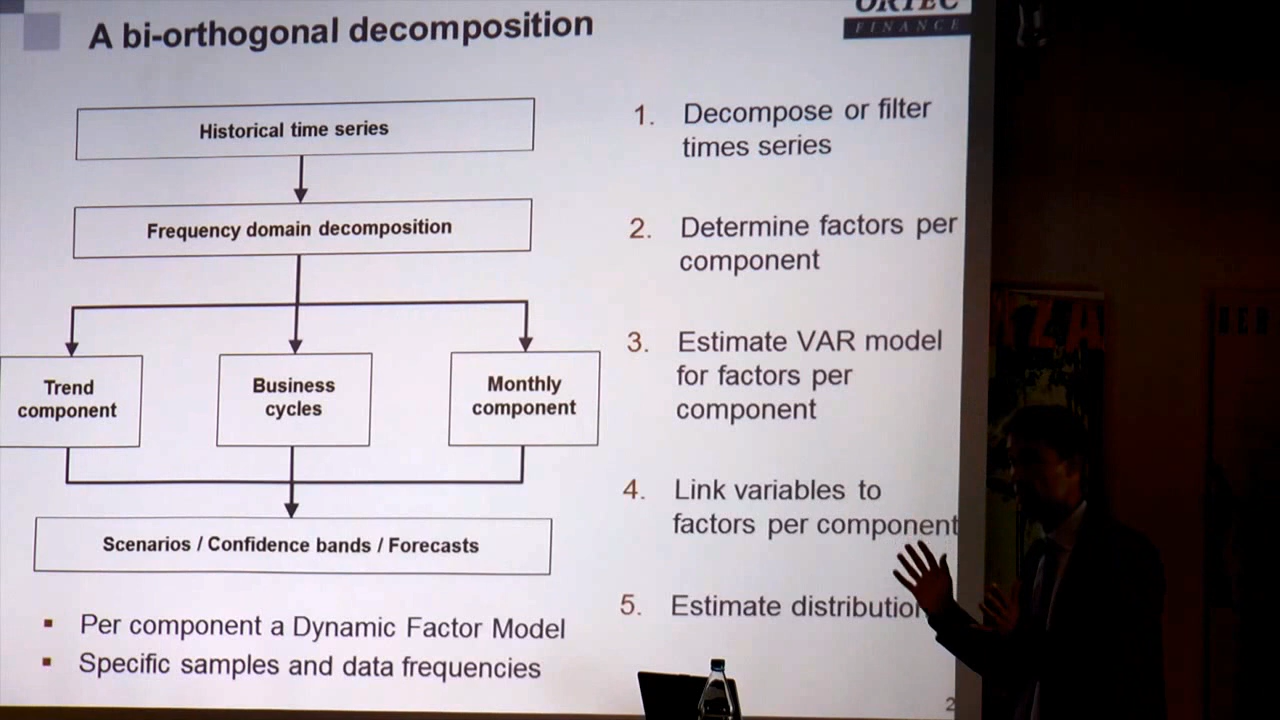 A bi-orthogonal decomposition
ORTEC
FINANCE
Historical time series
Frequency domain decomposition
Trend
component
Business
cycles
Monthly
component
Scenarios / Confidence bands / Forecasts
▪ Per component a Dynamic Factor Model
▪ Specific samples and data frequencies
1. Decompose or filter
times series
2. Determine factors per
component
3. Estimate VAR model
for factors per
component
4. Link variables to
factors per component
5. Estimate distribution
2